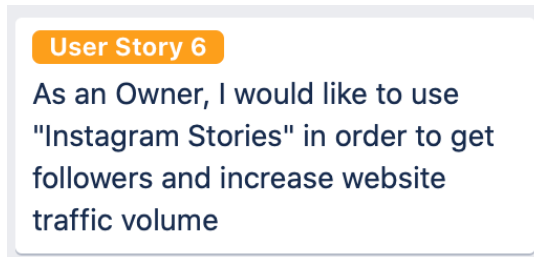 User Story 6
As an Owner, I would like to use
"Instagram Stories" in order to get
followers and increase website
traffic volume